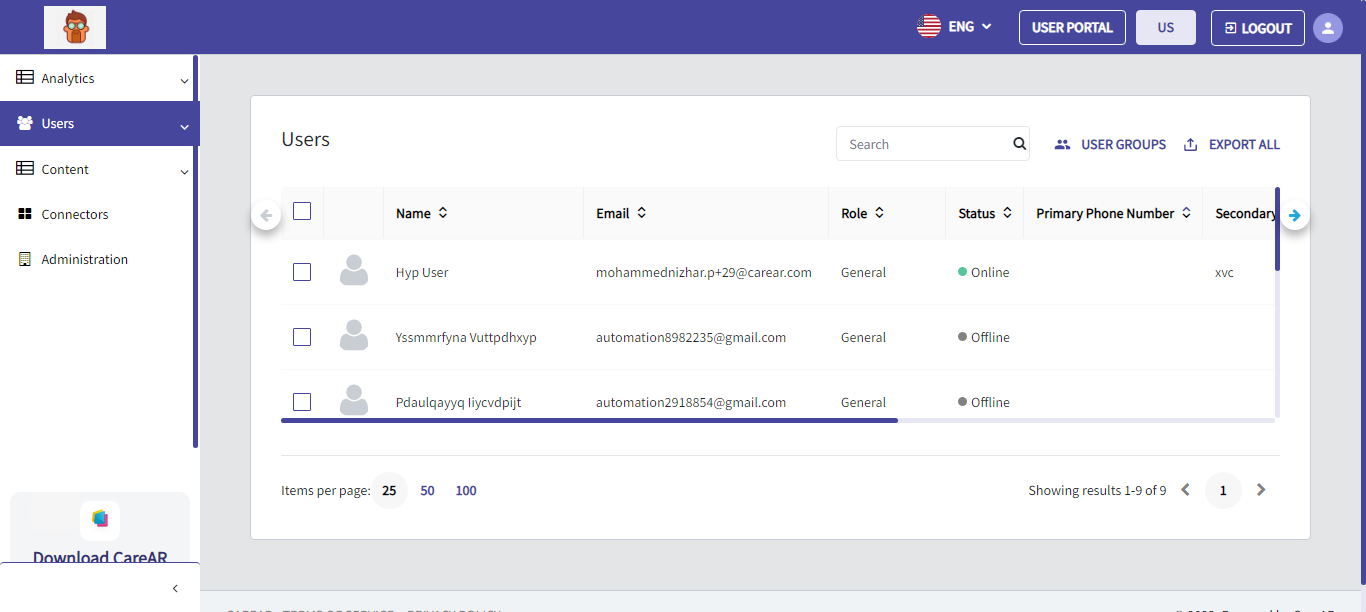 ENG USER PORTAL US LOGOUT
Analytics
Users
Content
Connectors
Administration
Download CareAR
Users Search USER GROUPS EXPORT ALL
Name Email Role Status Primary Phone Number Secondary
Hyp User mohammednizhar.p+29@carear.com General Online xvc
Yssmmrfyna Vuttpdhxyp automation8982235@gmail.com General Offline
Pdaulqayyq Iiycvdpijt automation2918854@gmail.com General Offline
Items per page: 25 50 100 Showing results 1-9 of 9 1